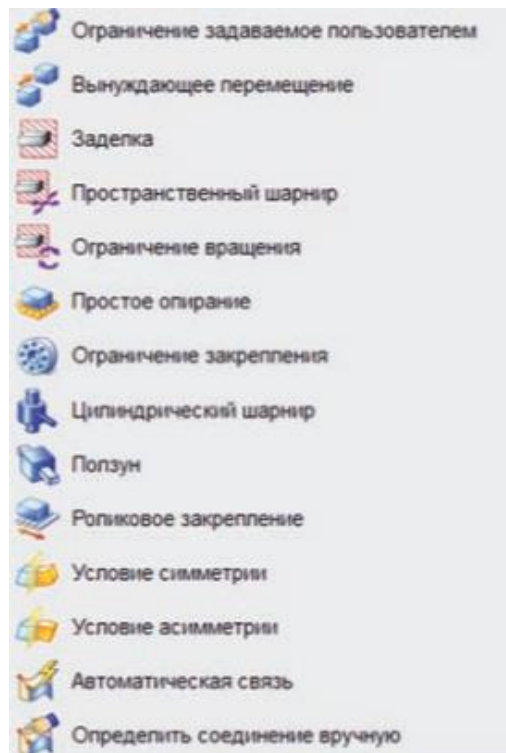 Ограничение задаваемое пользователем
Вынуждающее перемещение
Заделка
Пространственный шарнир
Ограничение вращения
Простое опирание
Ограничение закрепления
Цилиндрический шарнир
Ползун
Роликовое закрепление
Условие симметрии
Условие асимметрии
Автоматическая связь
Определить соединение вручную